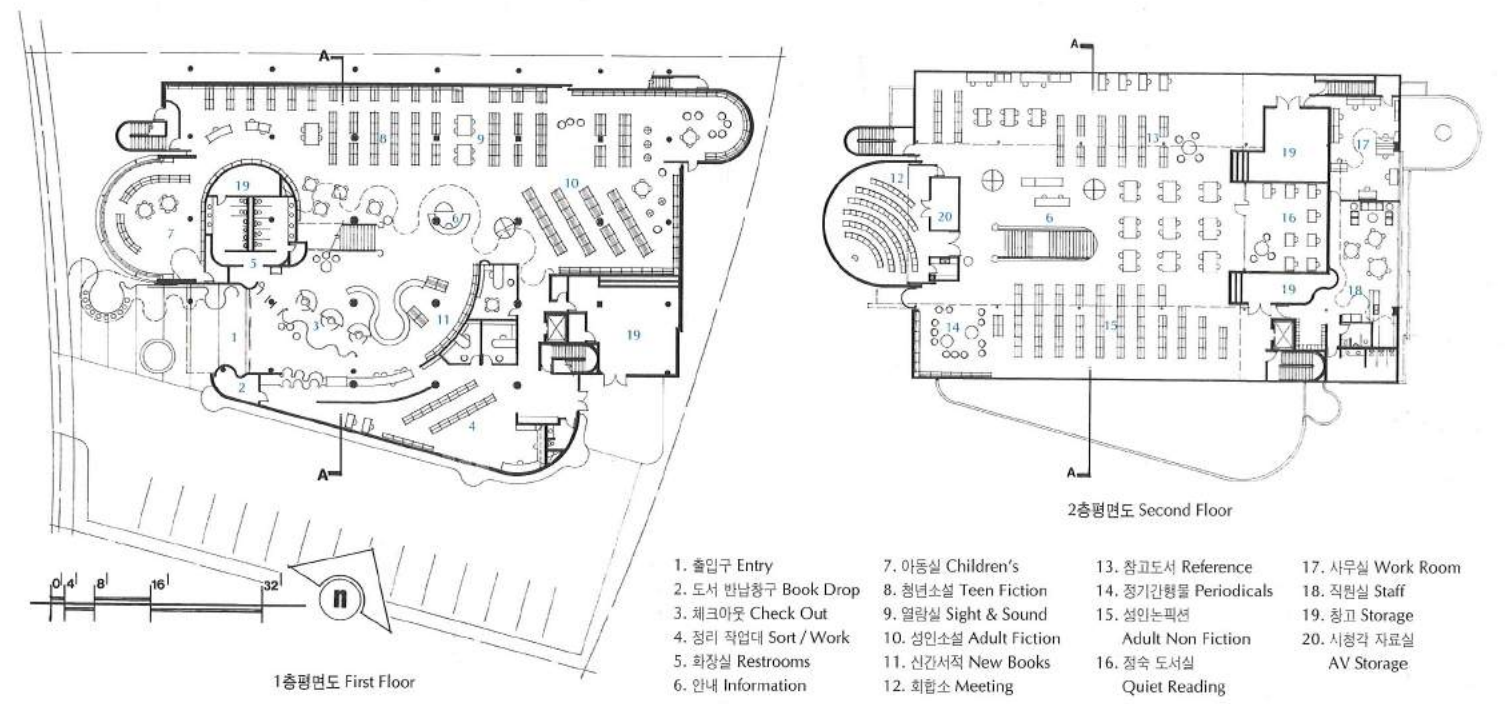 A
A
8
9
10
19
7
6
5
11
1
3
19
2
4
A
A
12
13
17
19
20
6
16
18
19
14
15
A
2층평면도 Second Floor
0 4' 8' 16' 32'
n
1층평면도 First Floor
1. 출입구 Entry
2. 도서 반납창구 Book Drop
3. 체크아웃 Check Out
4. 정리 작업대 Sort / Work
5. 화장실 Restrooms
6. 안내 Information
7. 아동실 Children's
8. 청년소설 Teen Fiction
9. 열람실 Sight & Sound
10. 성인소설 Adult Fiction
11. 신간서적 New Books
12. 회합소 Meeting
13. 참고도서 Reference
14. 정기간행물 Periodicals
15. 성인논픽션
Adult Non Fiction
16. 정숙 도서실
Quiet Reading
17. 사무실 Work Room
18. 직원실 Staff
19. 창고 Storage
20. 시청각 자료실
AV Storage